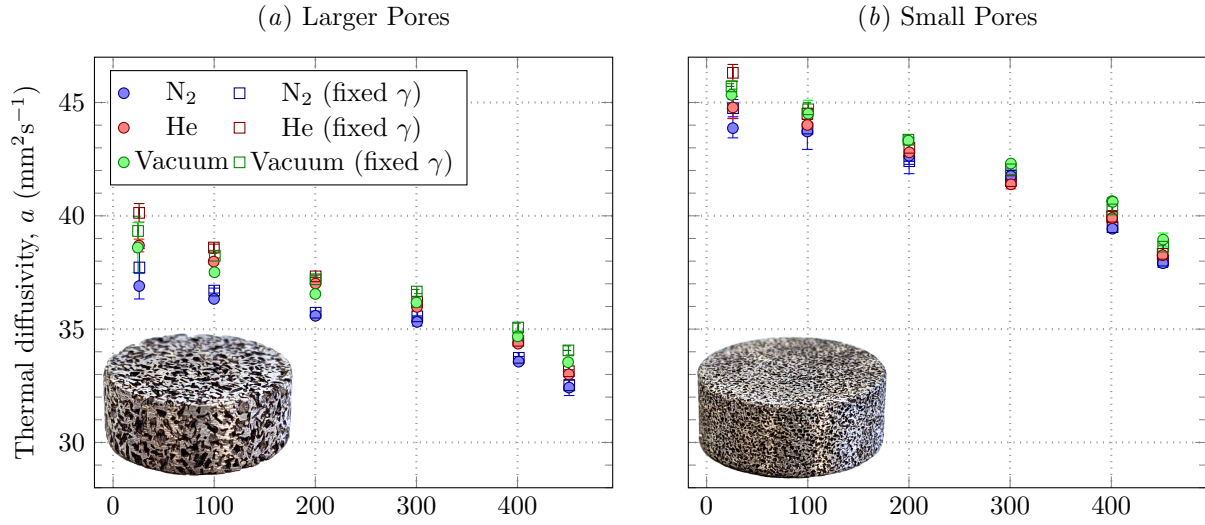 (a) Larger Pores
(b) Small Pores
Thermal diffusivity, a (mm²s⁻¹)
45
40
35
30
N₂ N₂ (fixed γ)
He He (fixed γ)
Vacuum Vacuum (fixed γ)
0 100 200 300 400
0 100 200 300 400